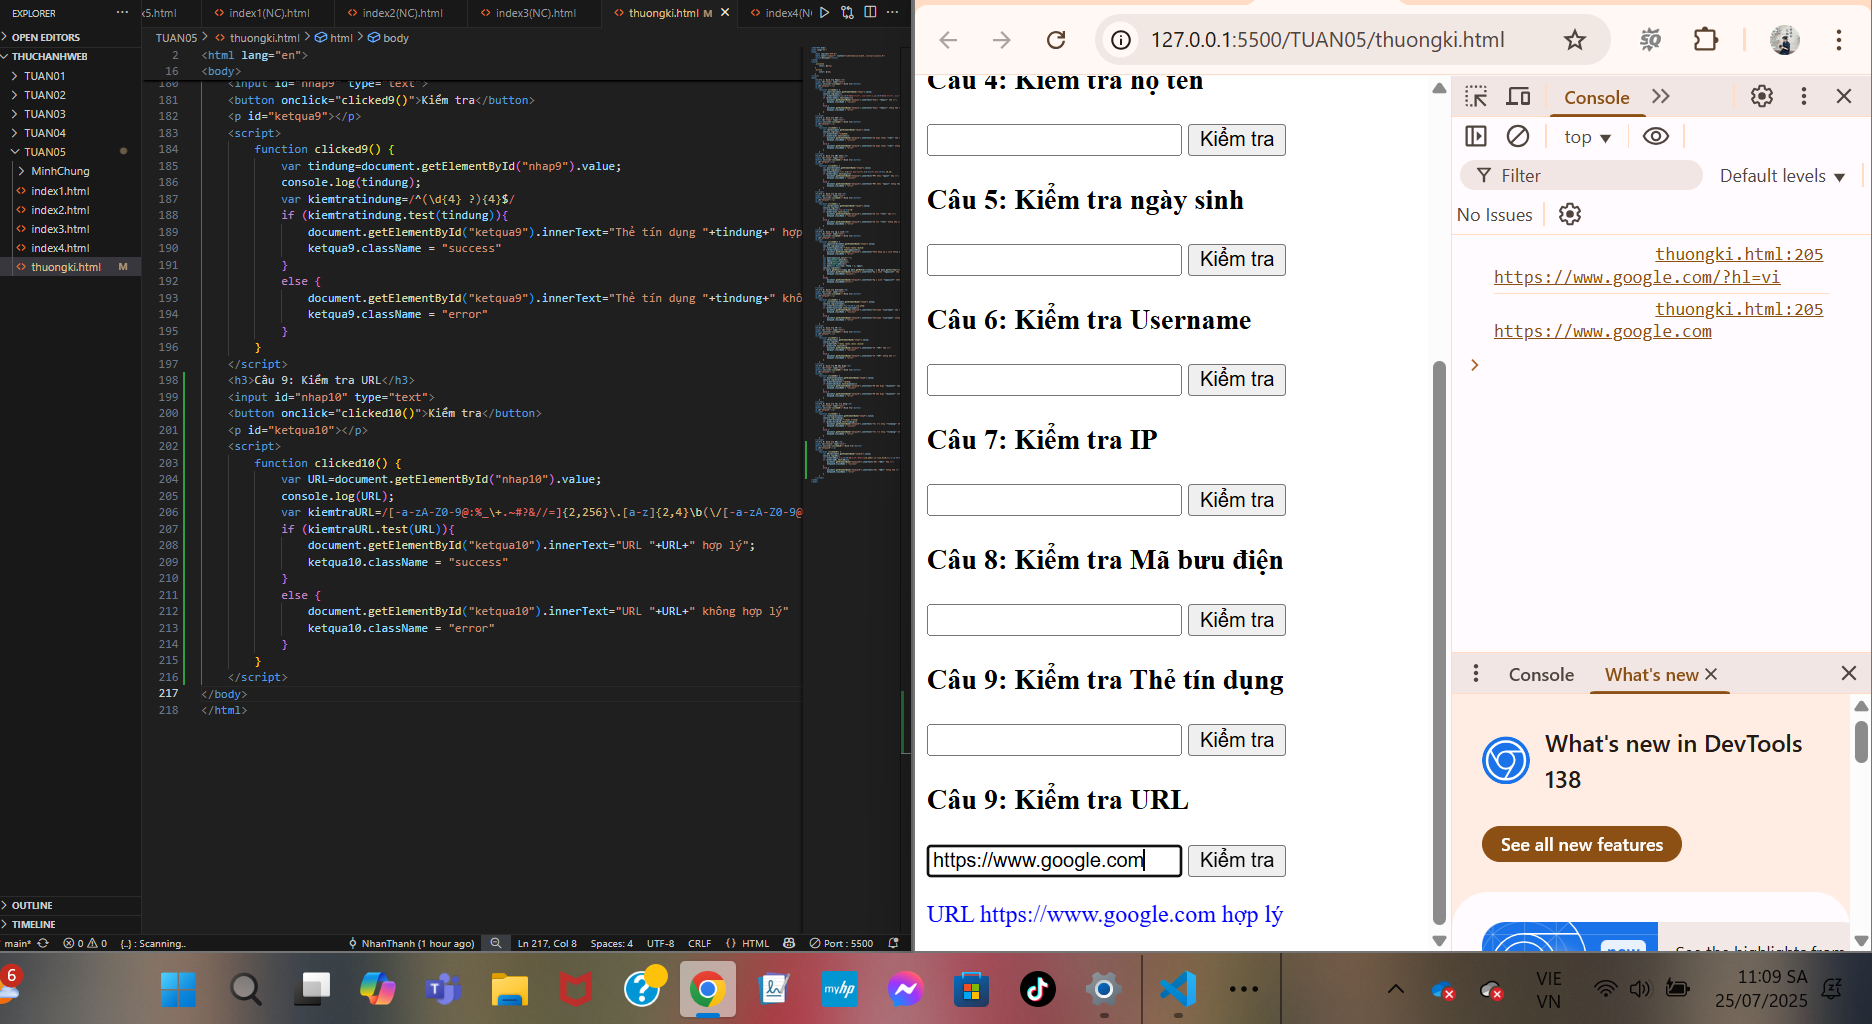 EXPLORER
OPEN EDITORS
THUCHANHWEB
TUAN01
TUAN02
TUAN03
TUAN04
TUAN05
MinhChung
index1.html
index2.html
index3.html
index4.html
thuongki.html M
OUTLINE
TIMELINE
x5.html index1(NC).html index2(NC).html index3(NC).html thuongki.html M index4(N
TUAN05 > thuongki.html > html > body
2 <html lang="en">
16 <body>
180 <input id="nhap9" type="text">
181 <button onclick="clicked9()">Kiểm tra</button>
182 <p id="ketqua9"></p>
183 <script>
184 function clicked9() {
185 var tindung=document.getElementById("nhap9").value;
186 console.log(tindung);
187 var kiemtratindung=/^(\d{4} ?){4}$/
188 if (kiemtratindung.test(tindung)){
189 document.getElementById("ketqua9").innerText="Thẻ tín dụng "+tindung+" hợp
190 ketqua9.className = "success"
191 }
192 else {
193 document.getElementById("ketqua9").innerText="Thẻ tín dụng "+tindung+" khô
194 ketqua9.className = "error"
195 }
196 }
197 </script>
198 <h3>Câu 9: Kiểm tra URL</h3>
199 <input id="nhap10" type="text">
200 <button onclick="clicked10()">Kiểm tra</button>
201 <p id="ketqua10"></p>
202 <script>
203 function clicked10() {
204 var URL=document.getElementById("nhap10").value;
205 console.log(URL);
206 var kiemtraURL=/[-a-zA-Z0-9@:%_\+.~#?&//=]{2,256}\.[a-z]{2,4}\b(\/[-a-zA-Z0-9@
207 if (kiemtraURL.test(URL)){
208 document.getElementById("ketqua10").innerText="URL "+URL+" hợp lý";
209 ketqua10.className = "success"
210 }
211 else {
212 document.getElementById("ketqua10").innerText="URL "+URL+" không hợp lý"
213 ketqua10.className = "error"
214 }
215 }
216 </script>
217 </body>
218 </html>
main* 0 0 {..} : Scanning.. NhanThanh (1 hour ago) Ln 217, Col 8 Spaces: 4 UTF-8 CRLF {} HTML Port : 5500
127.0.0.1:5500/TUAN05/thuongki.html
Câu 4: Kiểm tra họ tên
Kiểm tra
Câu 5: Kiểm tra ngày sinh
Kiểm tra
Câu 6: Kiểm tra Username
Kiểm tra
Câu 7: Kiểm tra IP
Kiểm tra
Câu 8: Kiểm tra Mã bưu điện
Kiểm tra
Câu 9: Kiểm tra Thẻ tín dụng
Kiểm tra
Câu 9: Kiểm tra URL
https://www.google.com Kiểm tra
URL https://www.google.com hợp lý
Console
top
Filter Default levels
No Issues
thuongki.html:205
https://www.google.com/?hl=vi
thuongki.html:205
https://www.google.com
Console What's new
What's new in DevTools
138
See all new features
new
See the highlights from
6
myhp
VIE
VN
11:09 SA
25/07/2025